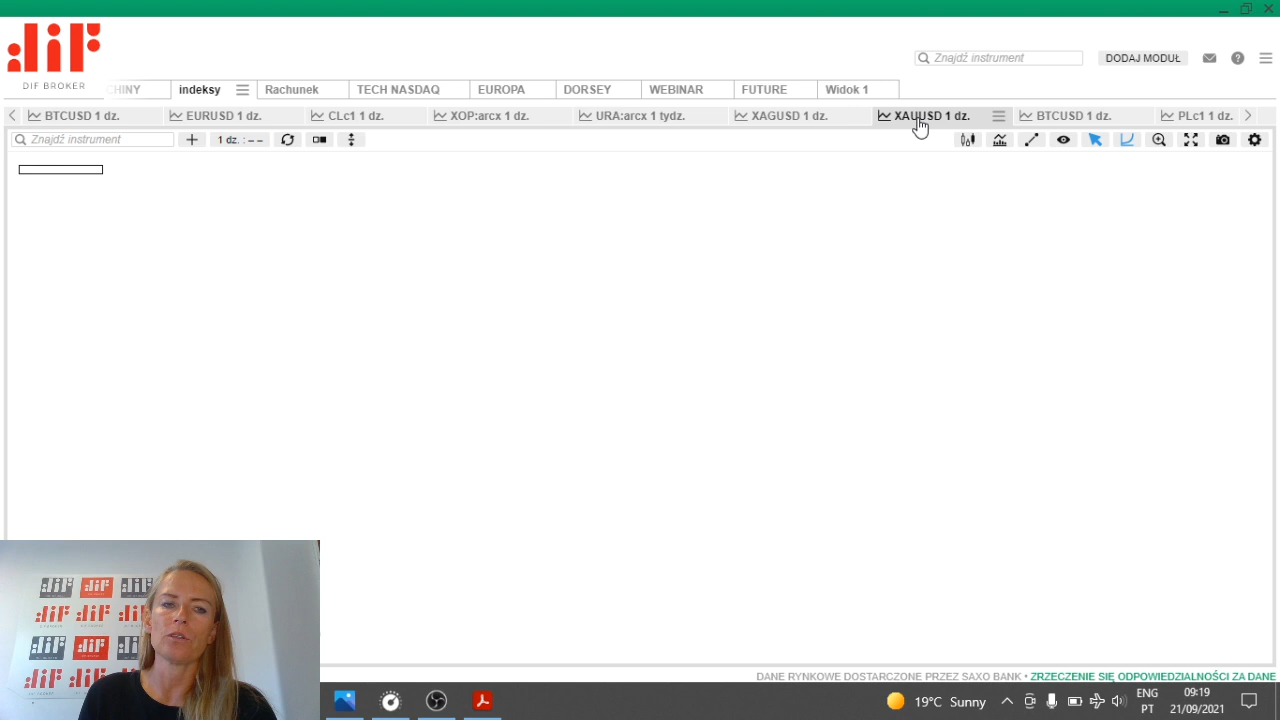 dif
DIF BROKER
Znajdź instrument
DODAJ MODUŁ
CHINY
indeksy
Rachunek
TECH NASDAQ
EUROPA
DORSEY
WEBINAR
FUTURE
Widok 1
BTCUSD 1 dz.
EURUSD 1 dz.
CLc1 1 dz.
XOP:arcx 1 dz.
URA:arcx 1 tydz.
XAGUSD 1 dz.
XAUUSD 1 dz.
BTCUSD 1 dz.
PLc1 1 dz.
Znajdź instrument
1 dz. : – –
DANE RYNKOWE DOSTARCZONE PRZEZ SAXO BANK • ZRZECZENIE SIĘ ODPOWIEDZIALNOŚCI ZA DANE
19°C Sunny
ENG
PT
09:19
21/09/2021